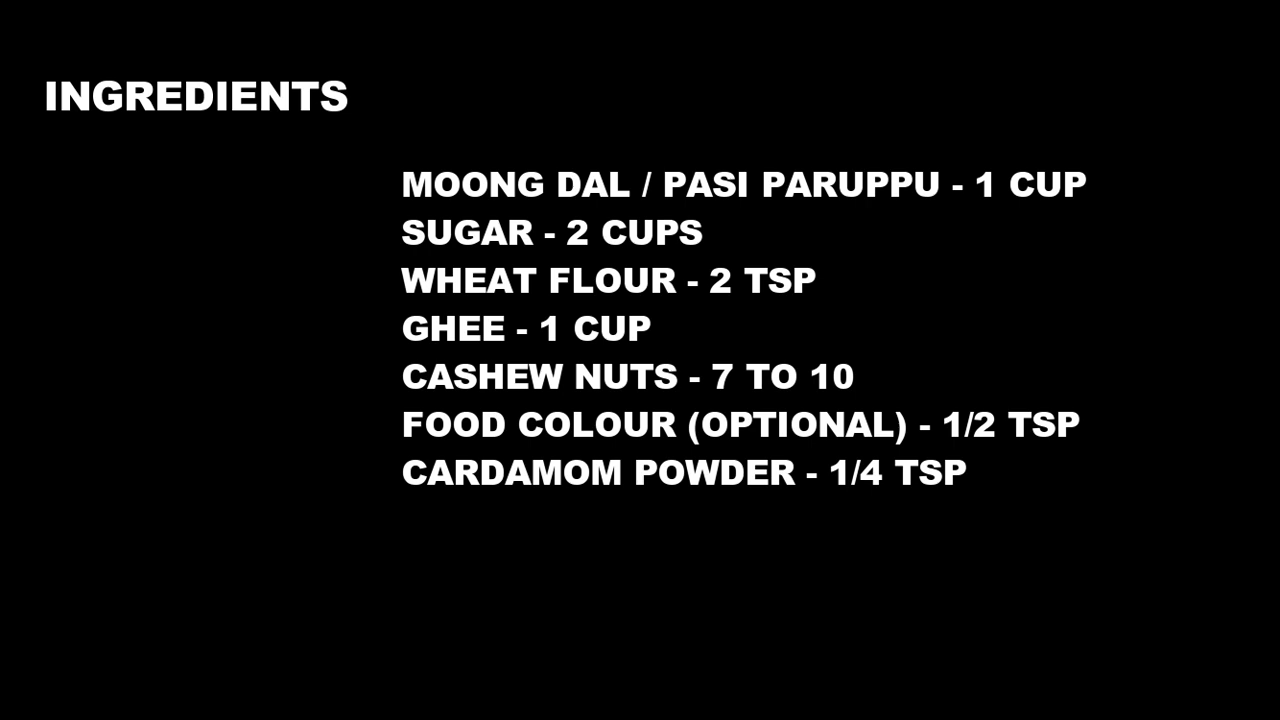 INGREDIENTS
MOONG DAL / PASI PARUPPU - 1 CUP
SUGAR - 2 CUPS
WHEAT FLOUR - 2 TSP
GHEE - 1 CUP
CASHEW NUTS - 7 TO 10
FOOD COLOUR (OPTIONAL) - 1/2 TSP
CARDAMOM POWDER - 1/4 TSP